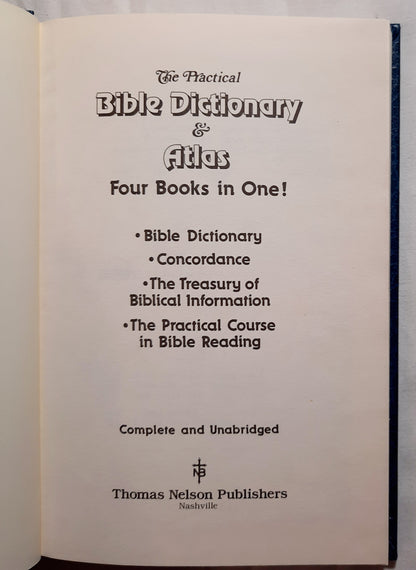 The Practical
Bible Dictionary
&
Atlas
Four Books in One!
• Bible Dictionary
• Concordance
• The Treasury of
Biblical Information
• The Practical Course
in Bible Reading
Complete and Unabridged
NB
Thomas Nelson Publishers
Nashville